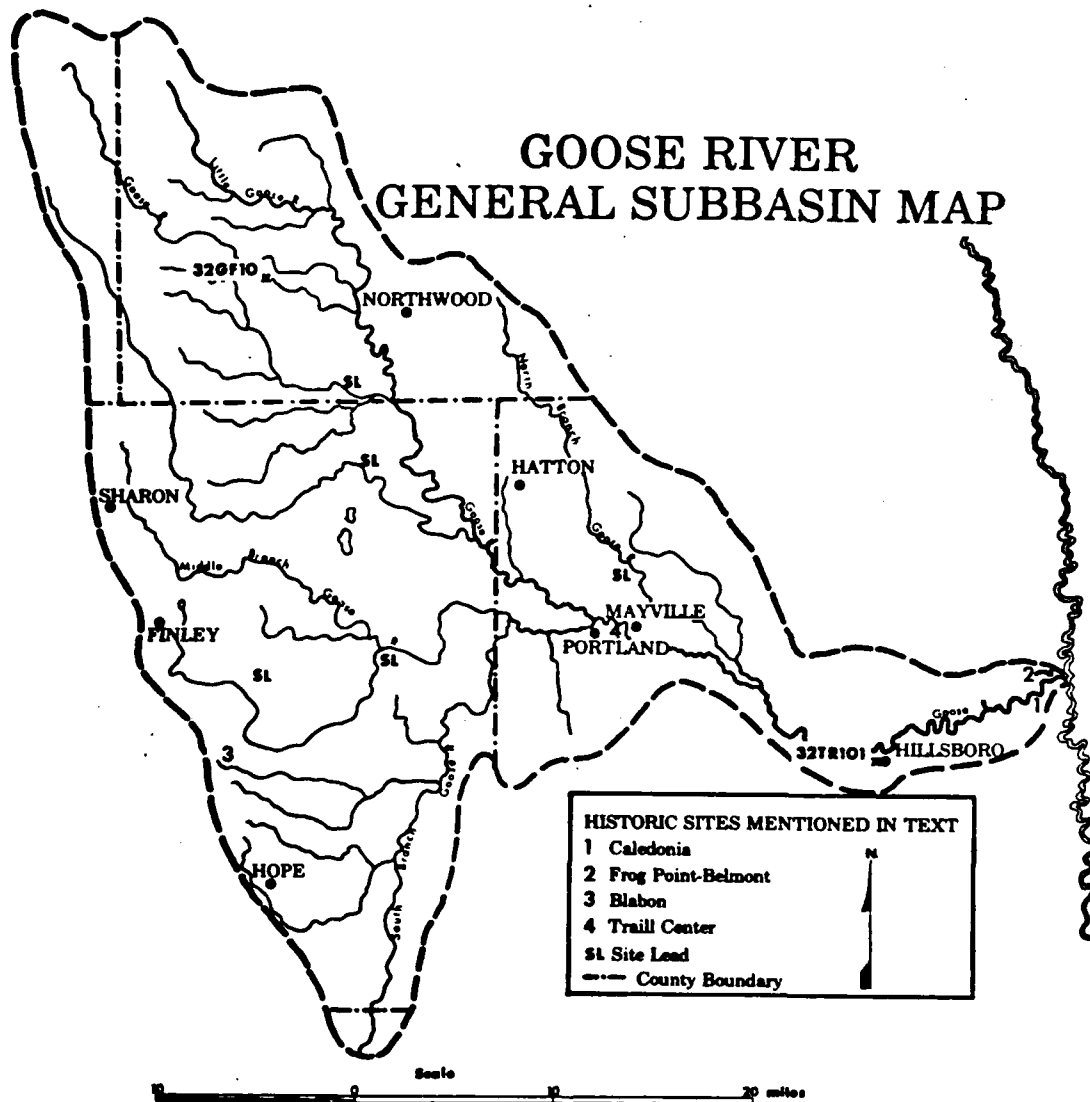 GOOSE RIVER
GENERAL SUBBASIN MAP
Goose R
Little Goose R
32GF10
x
NORTHWOOD
North Branch Goose R
SL
HATTON
SL
SHARON
Goose R
Middle Branch Goose R
SL
MAYVILLE
4
PORTLAND
FINLEY
SL
SL
2
1
Goose
32TR101
x
HILLSBORO
3
South Branch Goose R
HOPE
HISTORIC SITES MENTIONED IN TEXT
1 Caledonia
2 Frog Point-Belmont
3 Blabon
4 Traill Center
SL Site Lead
County Boundary
N
Scale
10 0 10 20 miles